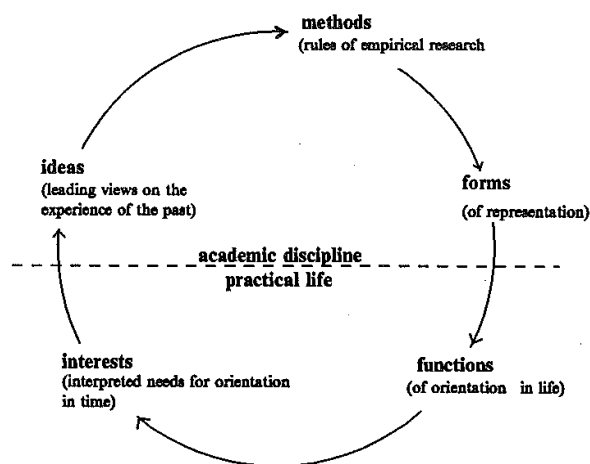 methods
(rules of empirical research
ideas
(leading views on the
experience of the past)
forms
(of representation)
academic discipline
practical life
interests
(interpreted needs for orientation
in time)
functions
(of orientation in life)